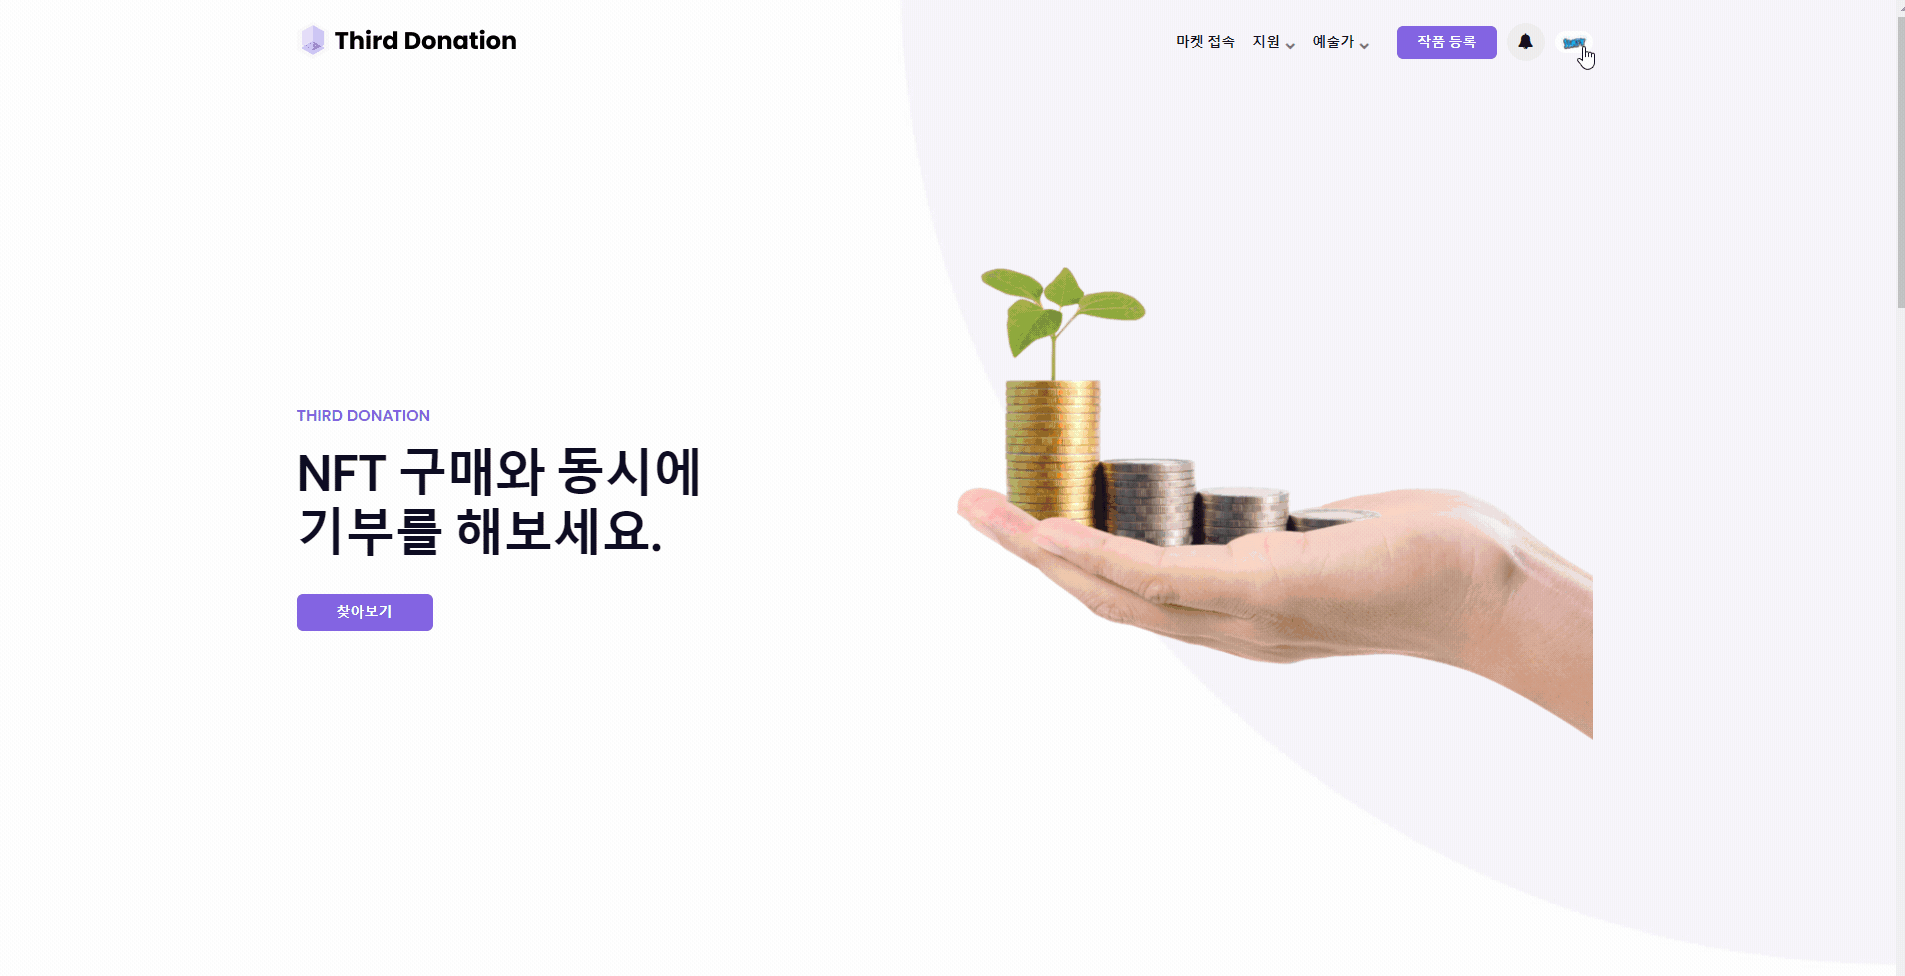 Third Donation
마켓 접속
지원
예술가
작품 등록
THIRD DONATION
NFT 구매와 동시에
기부를 해보세요.
찾아보기